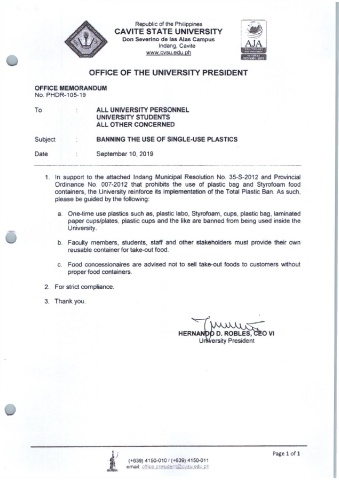 Republic of the Philippines
CAVITE STATE UNIVERSITY
Don Severino de las Alas Campus
Indang, Cavite
www.cvsu.edu.ph
AJA
OFFICE OF THE UNIVERSITY PRESIDENT
OFFICE MEMORANDUM
No. PHDR-105-19
To : ALL UNIVERSITY PERSONNEL
UNIVERSITY STUDENTS
ALL OTHER CONCERNED
Subject : BANNING THE USE OF SINGLE-USE PLASTICS
Date : September 10, 2019
1. In support to the attached Indang Municipal Resolution No. 35-S-2012 and Provincial
Ordinance No. 007-2012 that prohibits the use of plastic bag and Styrofoam food
containers, the University reinforce its implementation of the Total Plastic Ban. As such,
please be guided by the following:
a. One-time use plastics such as, plastic labo, Styrofoam, cups, plastic bag, laminated
paper cups/plates, plastic cups and the like are banned from being used inside the
University.
b. Faculty members, students, staff and other stakeholders must provide their own
reusable container for take-out food.
c. Food concessionaires are advised not to sell take-out foods to customers without
proper food containers.
2. For strict compliance.
3. Thank you.
HERNANDO D. ROBLES, CEO VI
University President
Page 1 of 1
(+639) 4150-010 / (+639) 4150-011
email: office.president@cvsu.edu.ph